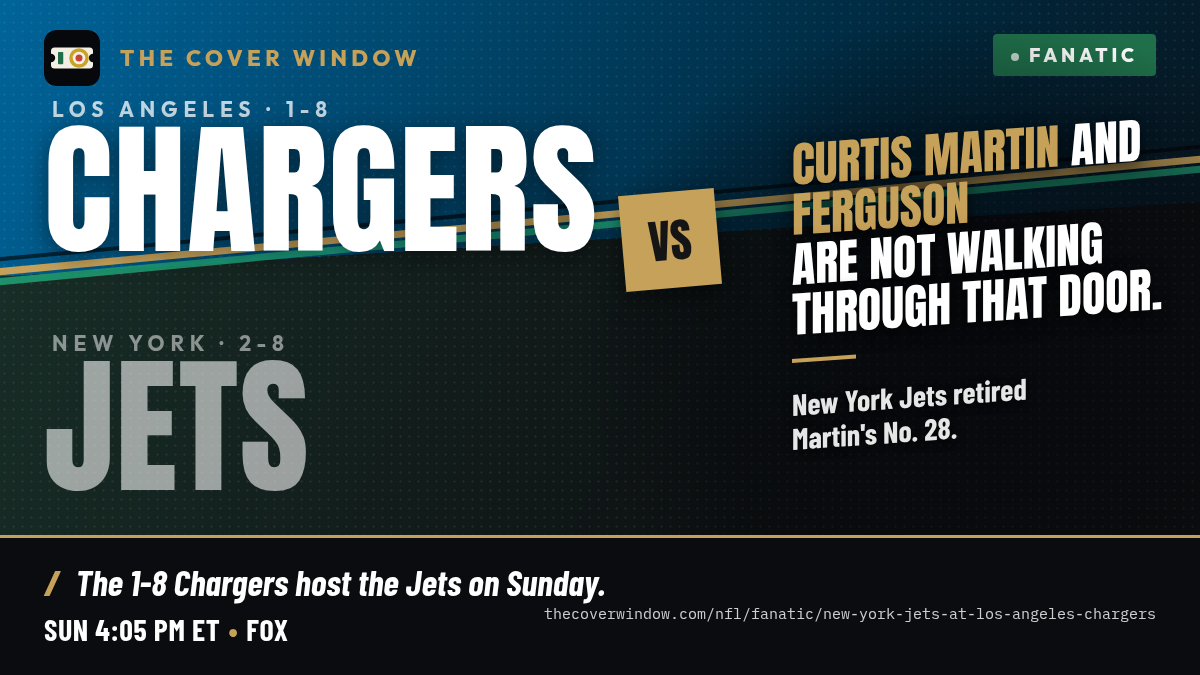 THE COVER WINDOW
FANATIC
LOS ANGELES · 1-8
CHARGERS
VS
NEW YORK · 2-8
JETS
CURTIS MARTIN AND
FERGUSON
ARE NOT WALKING
THROUGH THAT DOOR.
New York Jets retired
Martin's No. 28.
/ The 1-8 Chargers host the Jets on Sunday.
SUN 4:05 PM ET • FOX
thecoverwindow.com/nfl/fanatic/new-york-jets-at-los-angeles-chargers